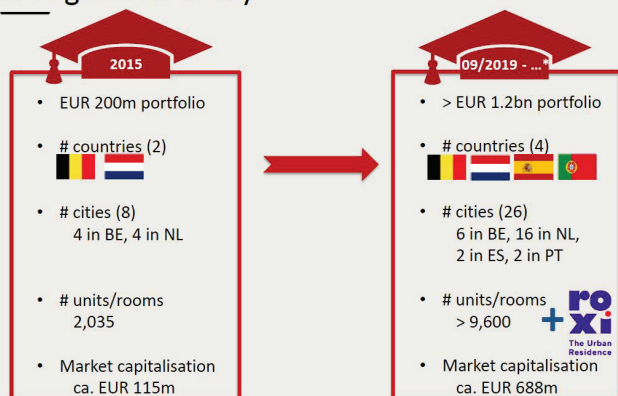 2015
• EUR 200m portfolio
• # countries (2)
• # cities (8)
4 in BE, 4 in NL
• # units/rooms
2,035
• Market capitalisation
ca. EUR 115m
09/2019 - ...*
• > EUR 1.2bn portfolio
• # countries (4)
• # cities (26)
6 in BE, 16 in NL,
2 in ES, 2 in PT
• # units/rooms
> 9,600
+
roxi
The Urban
Residence
• Market capitalisation
ca. EUR 688m